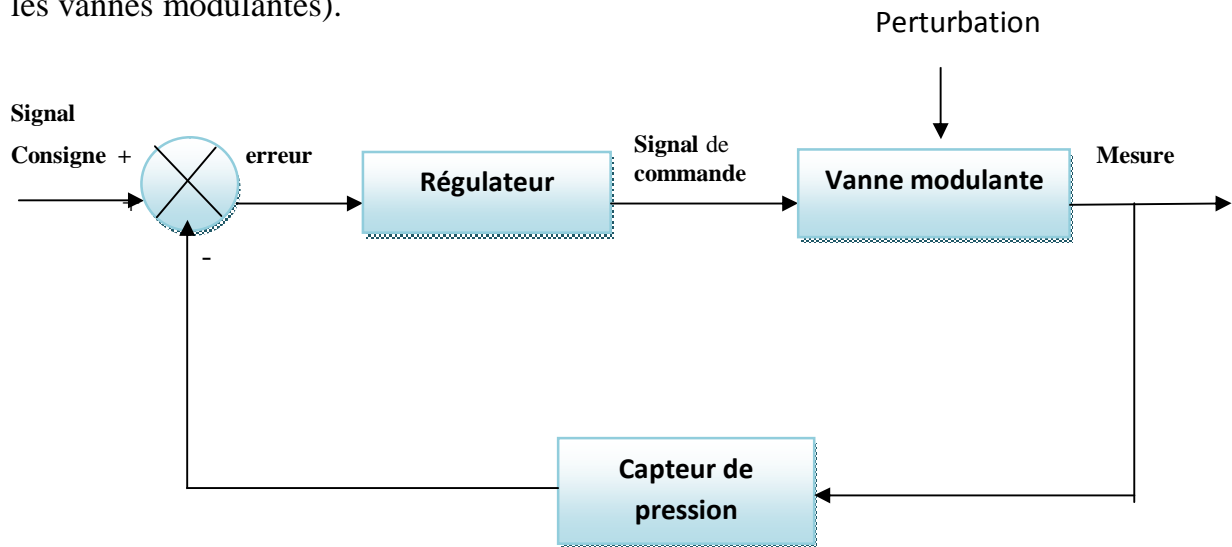 les vannes modulantes).
Perturbation
Signal
Consigne +
+
erreur
Régulateur
Signal de
commande
Vanne modulante
Mesure
-
Capteur de
pression